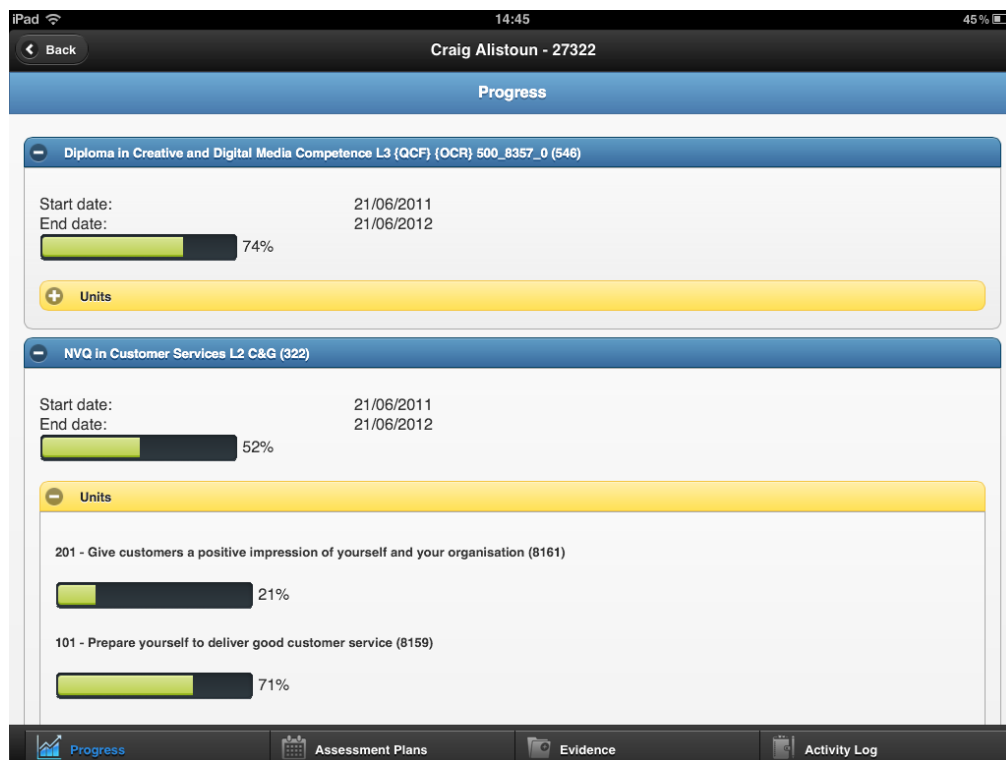 iPad 14:45 45%
Back Craig Alistoun - 27322
Progress
Diploma in Creative and Digital Media Competence L3 {QCF} {OCR} 500_8357_0 (546)
Start date: 21/06/2011
End date: 21/06/2012
74%
Units
NVQ in Customer Services L2 C&G (322)
Start date: 21/06/2011
End date: 21/06/2012
52%
Units
201 - Give customers a positive impression of yourself and your organisation (8161)
21%
101 - Prepare yourself to deliver good customer service (8159)
71%
Progress Assessment Plans Evidence Activity Log